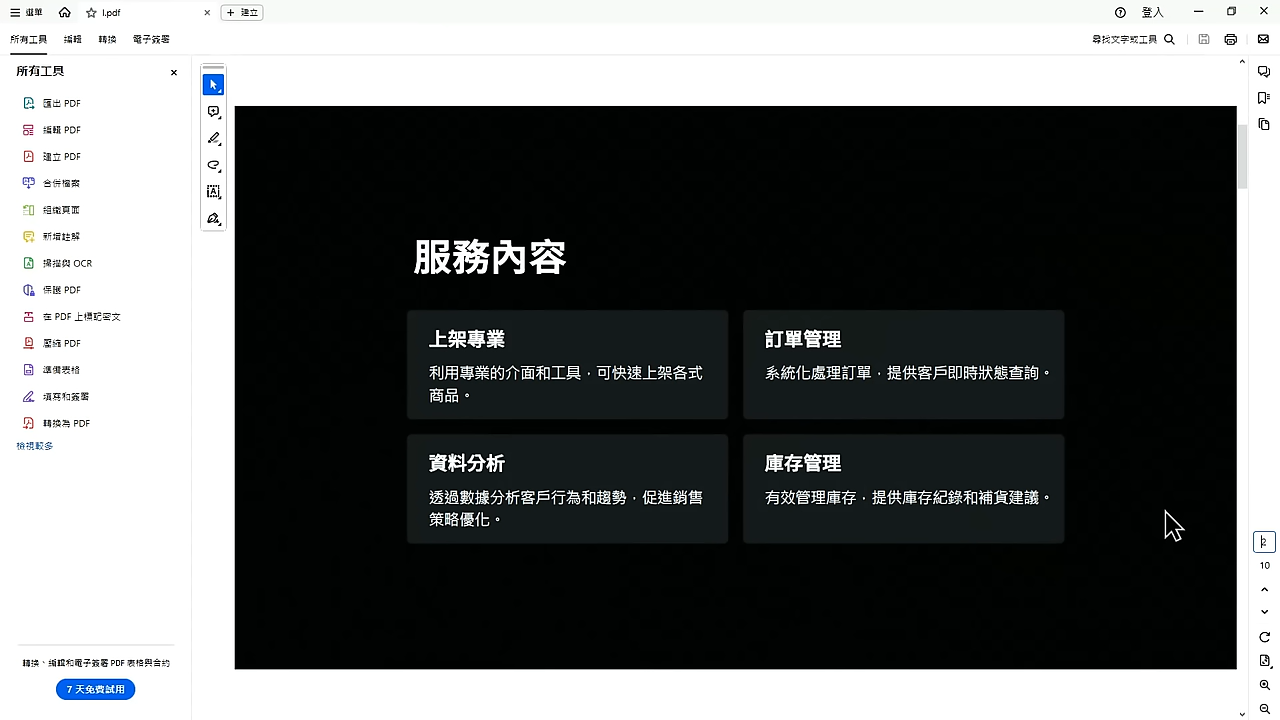 選單
l.pdf
建立
登入
所有工具
編輯
轉換
電子簽署
尋找文字或工具
所有工具
匯出 PDF
編輯 PDF
建立 PDF
合併檔案
組織頁面
新增註解
掃描與 OCR
保護 PDF
在 PDF 上標記密文
壓縮 PDF
準備表格
填寫和簽署
轉換為 PDF
檢視較多
轉換、編輯和電子簽署 PDF 表格與合約
7 天免費試用
服務內容
上架專業
利用專業的介面和工具，可快速上架各式
商品。
訂單管理
系統化處理訂單，提供客戶即時狀態查詢。
資料分析
透過數據分析客戶行為和趨勢，促進銷售
策略優化。
庫存管理
有效管理庫存，提供庫存紀錄和補貨建議。
2
10